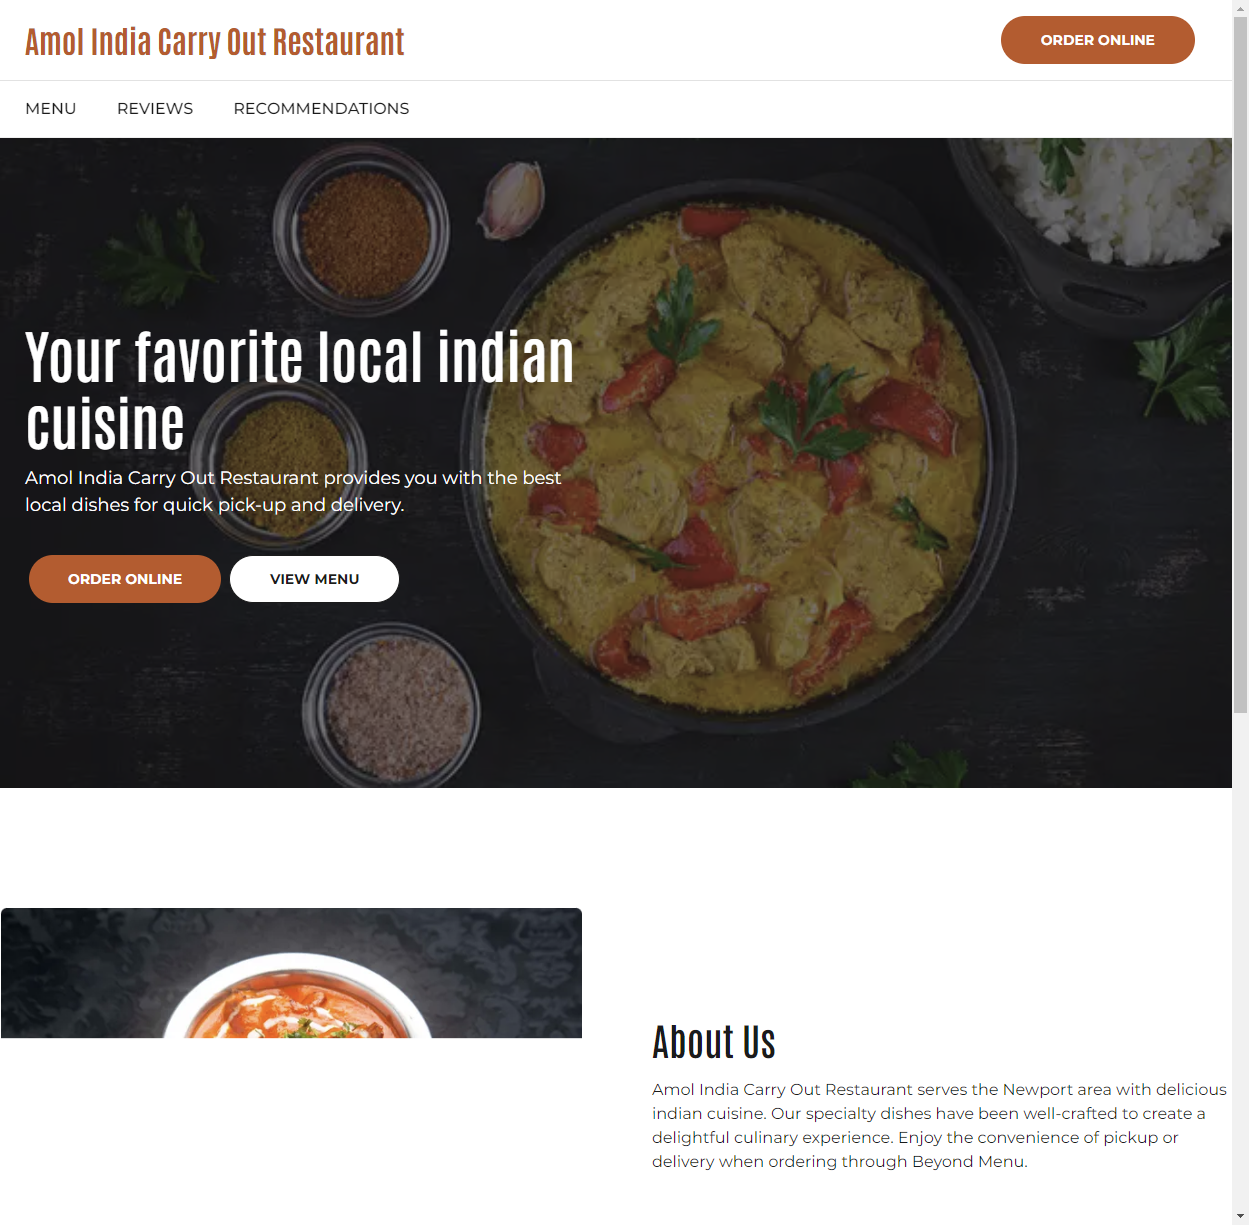 Amol India Carry Out Restaurant
ORDER ONLINE
MENU
REVIEWS
RECOMMENDATIONS
Your favorite local indian
cuisine
Amol India Carry Out Restaurant provides you with the best
local dishes for quick pick-up and delivery.
ORDER ONLINE
VIEW MENU
About Us
Amol India Carry Out Restaurant serves the Newport area with delicious
indian cuisine. Our specialty dishes have been well-crafted to create a
delightful culinary experience. Enjoy the convenience of pickup or
delivery when ordering through Beyond Menu.